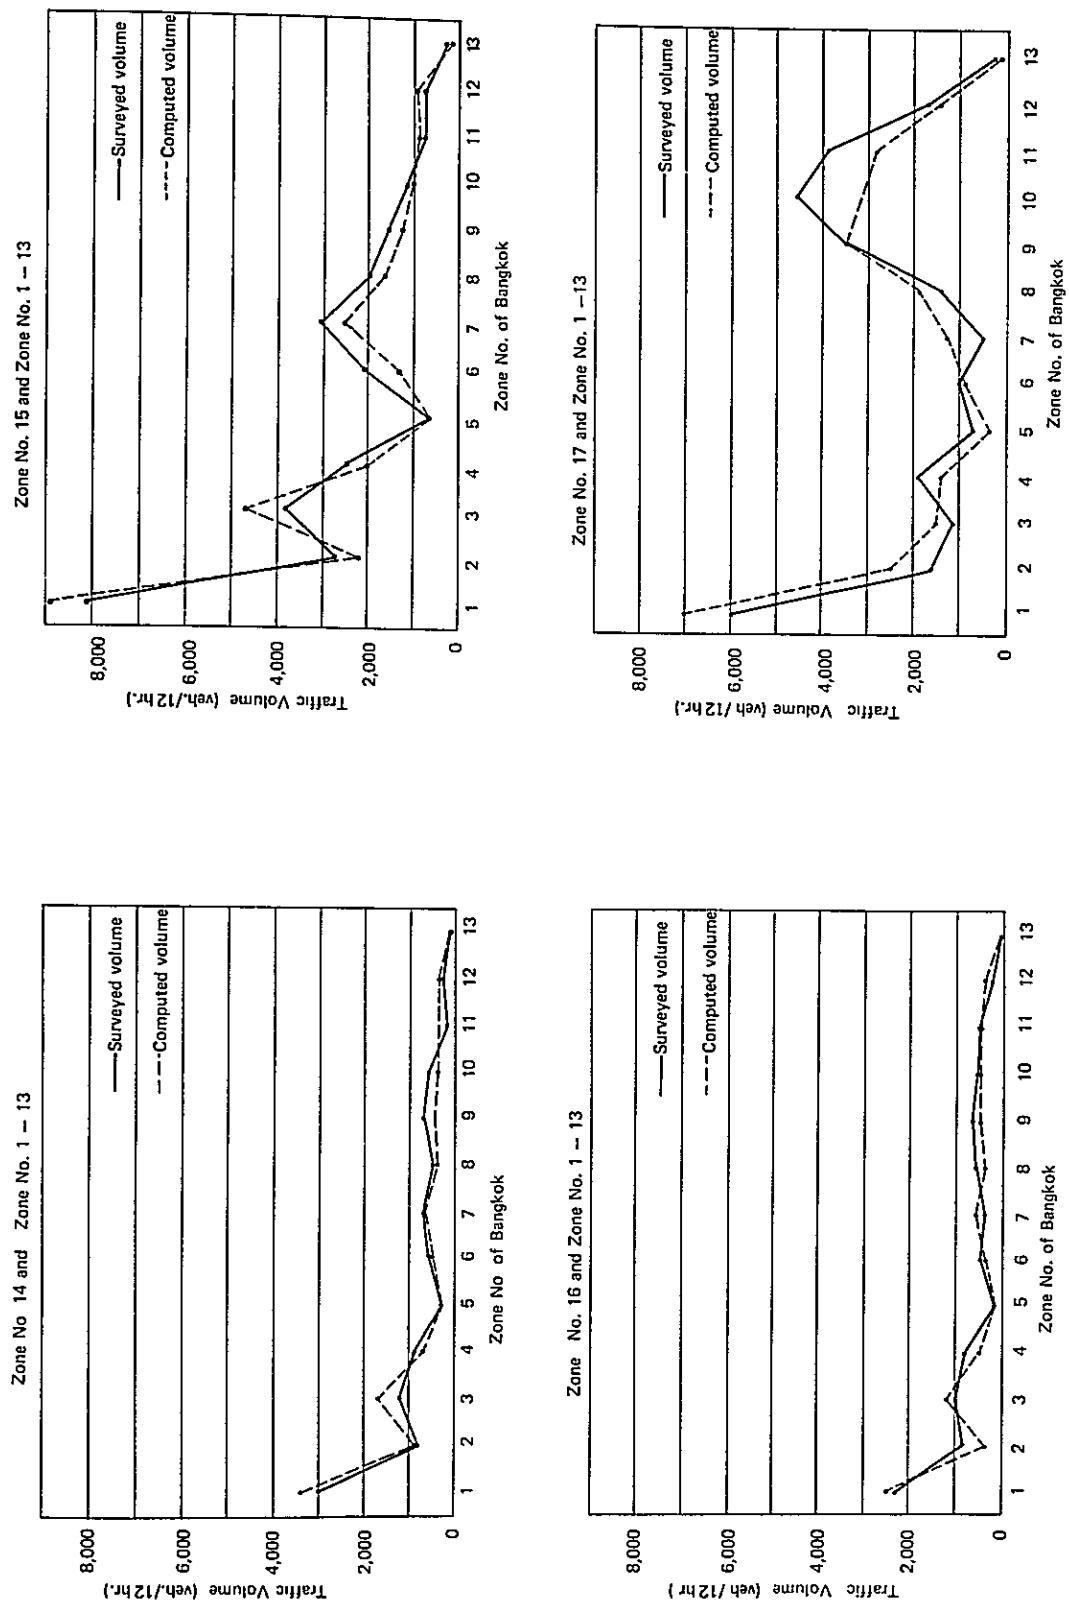 Zone No 14 and Zone No. 1 – 13
Traffic Volume (veh./12 hr.)
8,000
6,000
4,000
2,000
0
Surveyed volume
Computed volume
1 2 3 4 5 6 7 8 9 10 11 12 13
Zone No of Bangkok
Zone No. 15 and Zone No. 1 – 13
Traffic Volume (veh./12 hr.)
8,000
6,000
4,000
2,000
0
Surveyed volume
Computed volume
1 2 3 4 5 6 7 8 9 10 11 12 13
Zone No. of Bangkok
Zone No. 16 and Zone No. 1 – 13
Traffic Volume (veh/12 hr)
8,000
6,000
4,000
2,000
0
Surveyed volume
Computed volume
1 2 3 4 5 6 7 8 9 10 11 12 13
Zone No. of Bangkok
Zone No. 17 and Zone No. 1 – 13
Traffic Volume (veh/12 hr.)
8,000
6,000
4,000
2,000
0
Surveyed volume
Computed volume
1 2 3 4 5 6 7 8 9 10 11 12 13
Zone No. of Bangkok